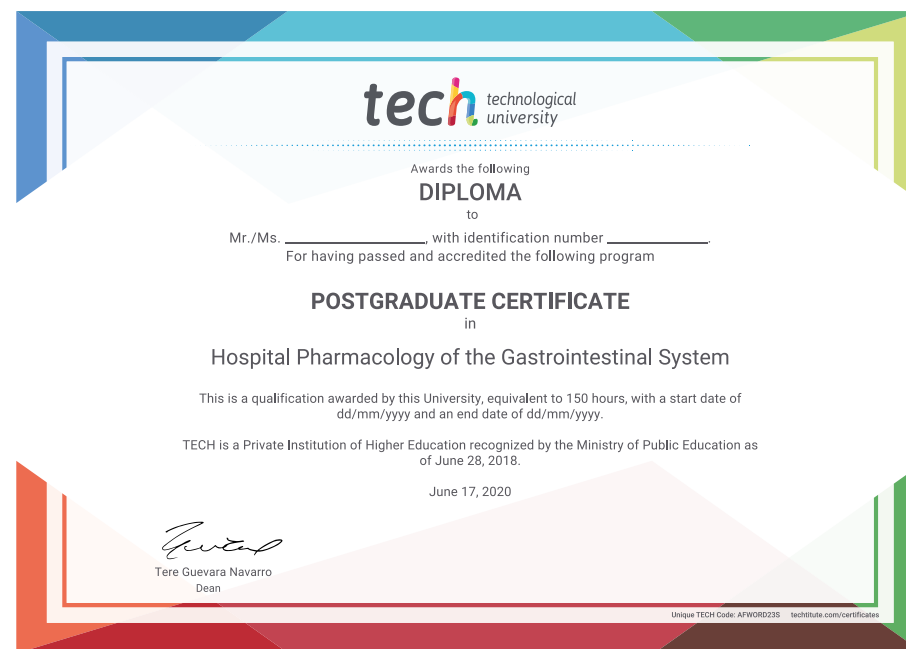 tech technological
university
Awards the following
DIPLOMA
to
Mr./Ms. ____________________, with identification number ______________.
For having passed and accredited the following program
POSTGRADUATE CERTIFICATE
in
Hospital Pharmacology of the Gastrointestinal System
This is a qualification awarded by this University, equivalent to 150 hours, with a start date of
dd/mm/yyyy and an end date of dd/mm/yyyy.
TECH is a Private Institution of Higher Education recognized by the Ministry of Public Education as
of June 28, 2018.
June 17, 2020
Tere Guevara Navarro
Dean
Unique TECH Code: AFWORD23S techtitute.com/certificates